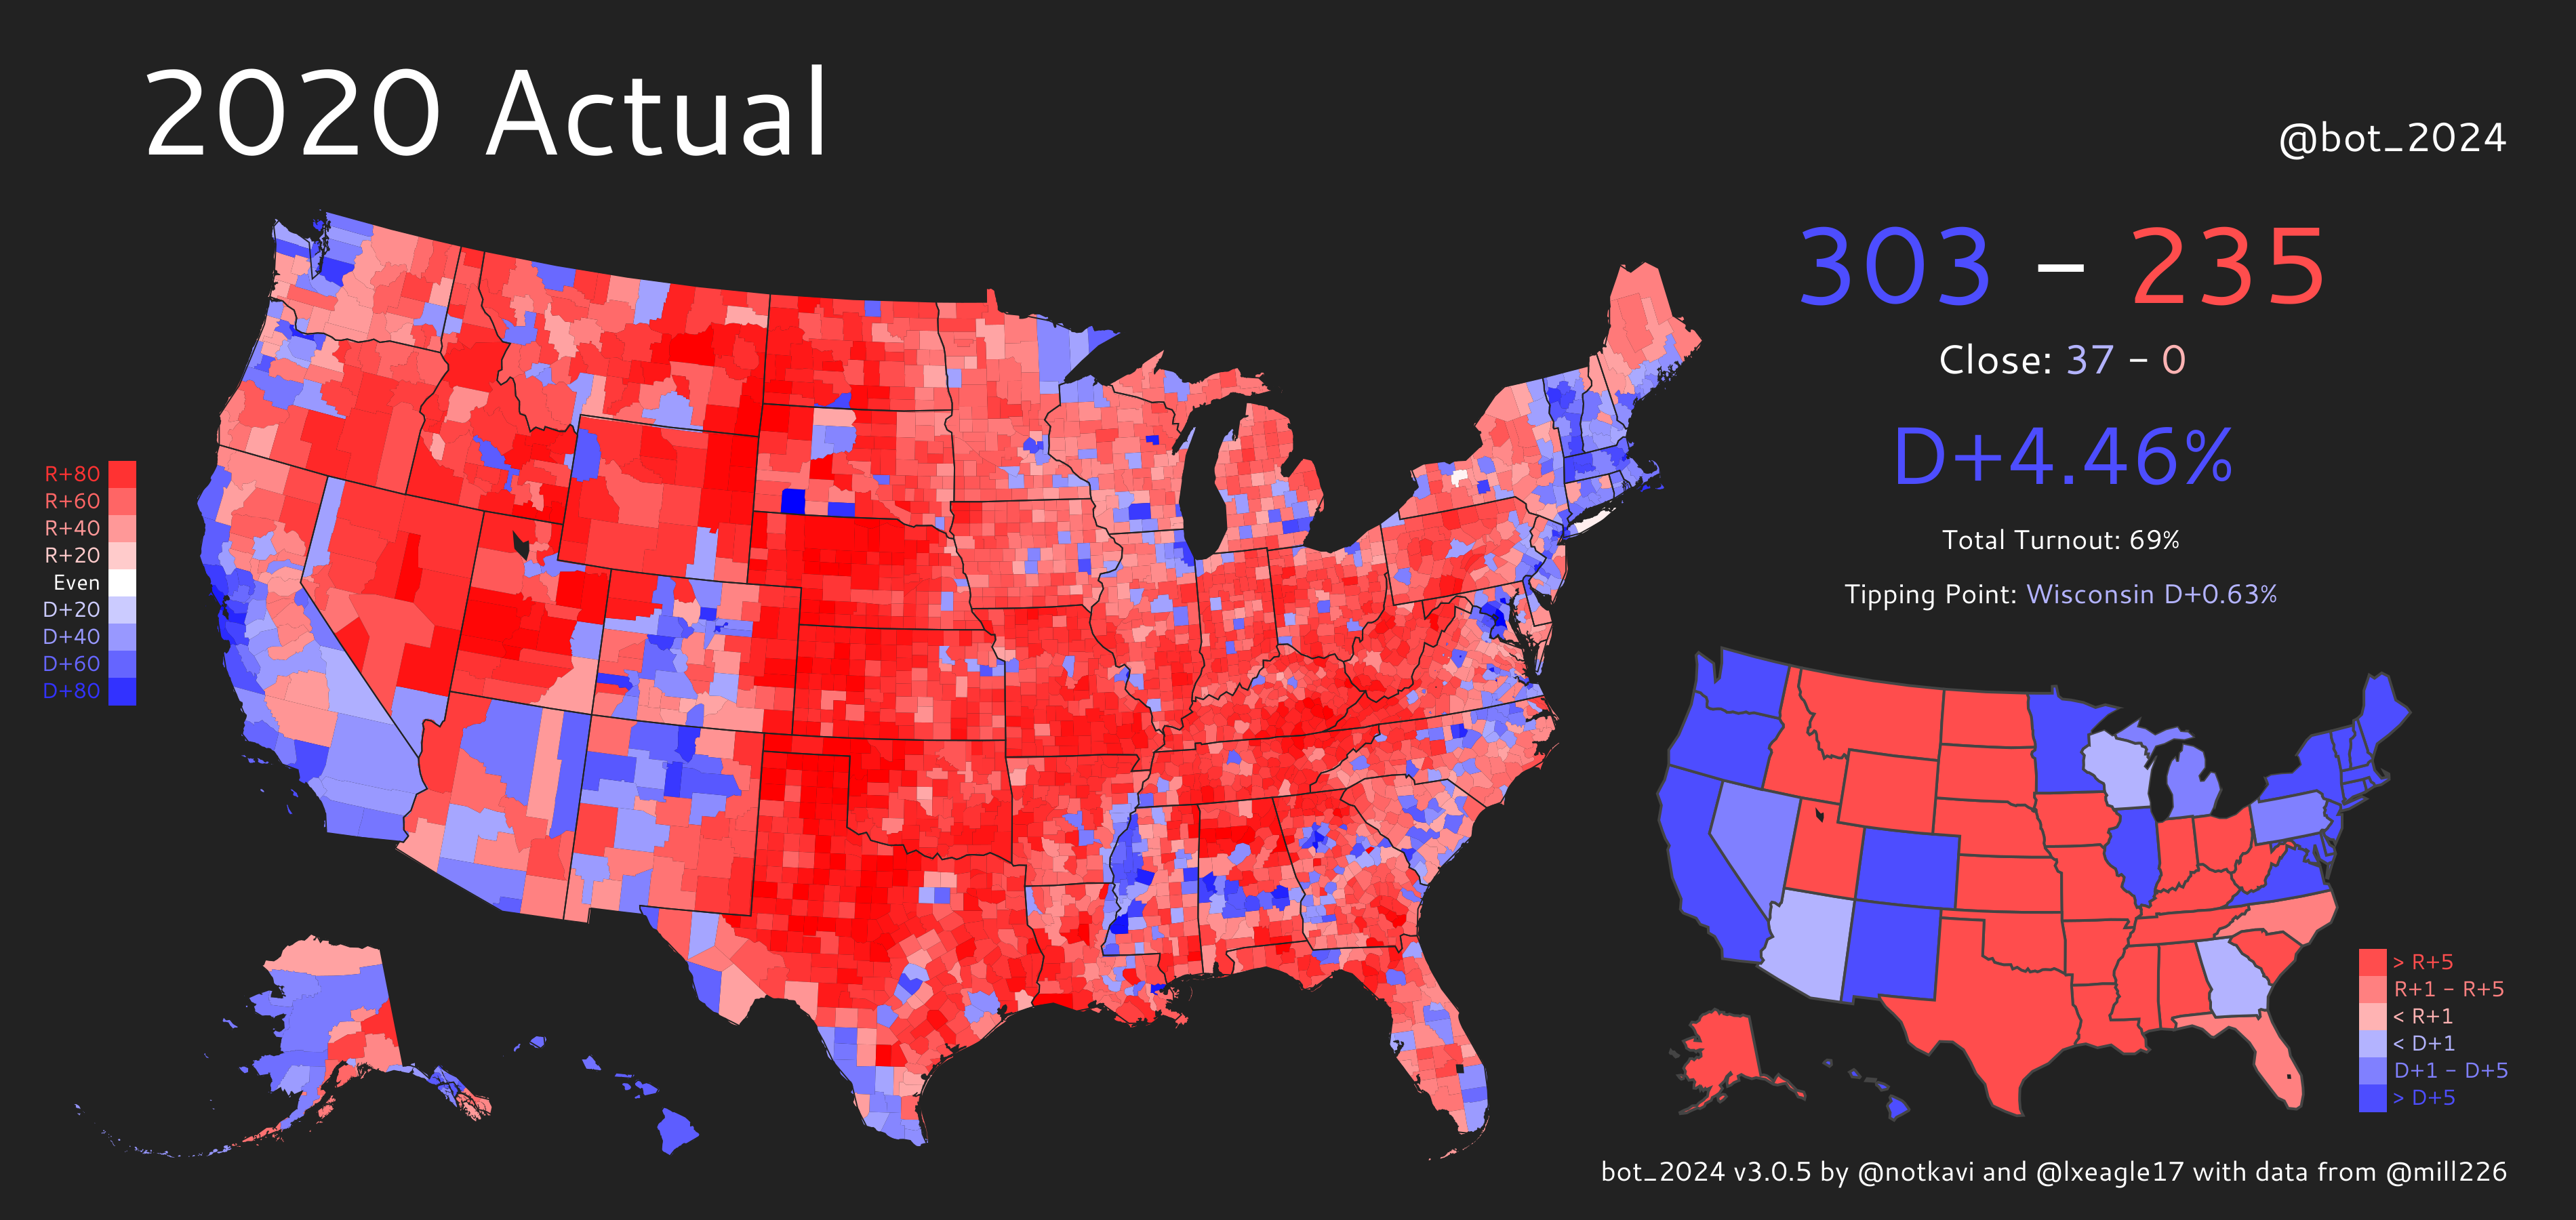 2020 Actual
@bot_2024
303 – 235
Close: 37 – 0
D+4.46%
Total Turnout: 69%
Tipping Point: Wisconsin D+0.63%
R+80
R+60
R+40
R+20
Even
D+20
D+40
D+60
D+80
> R+5
R+1 – R+5
< R+1
< D+1
D+1 – D+5
> D+5
bot_2024 v3.0.5 by @notkavi and @lxeagle17 with data from @mill226